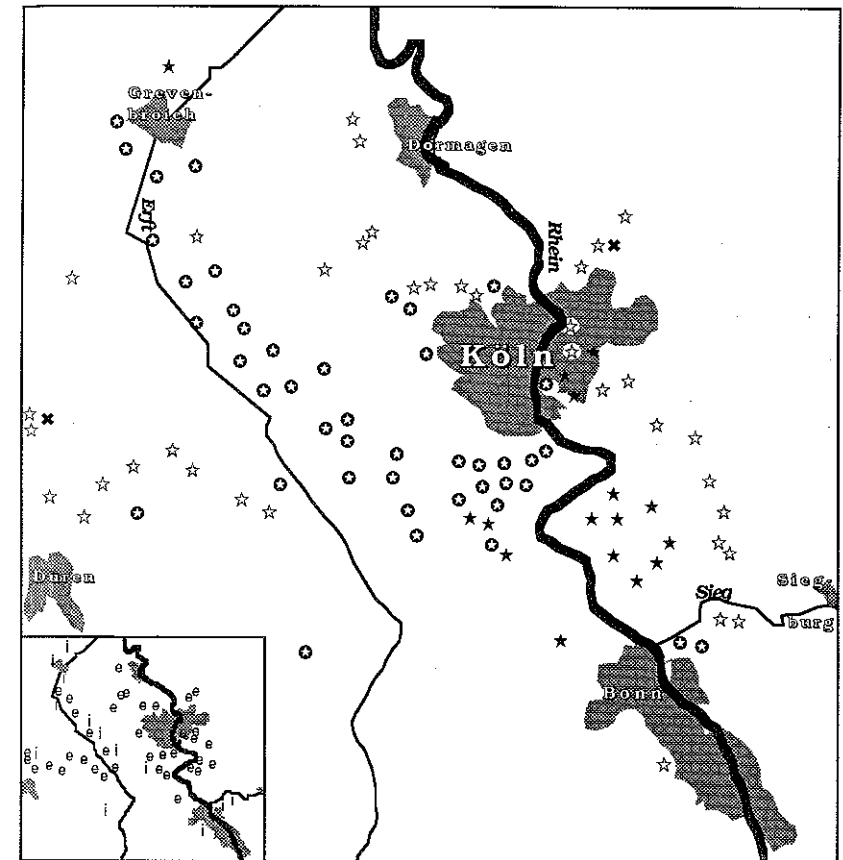 Greven-
broich
Dormagen
Erft
Rhein
Köln
Düren
Sieg
Sieg,
burg
Bonn